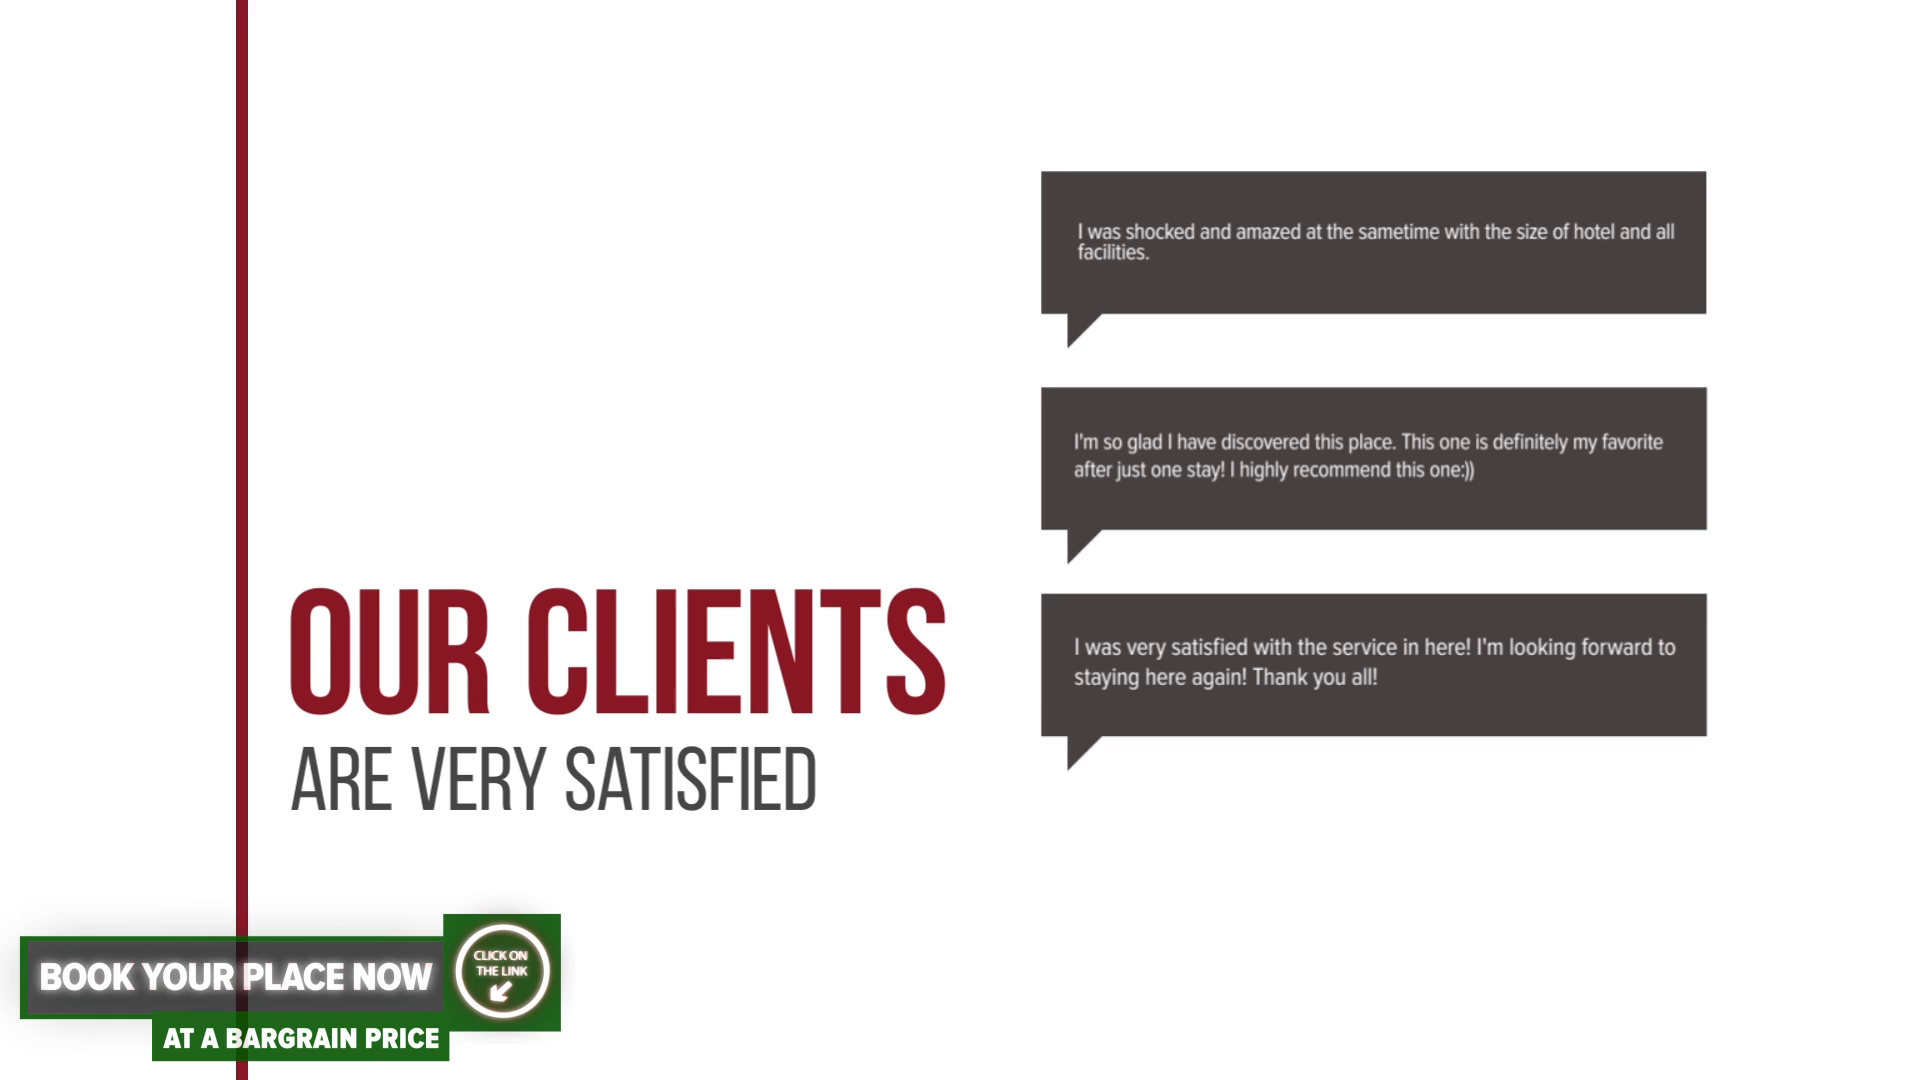 I was shocked and amazed at the sametime with the size of hotel and all
facilities.
I'm so glad I have discovered this place. This one is definitely my favorite
after just one stay! I highly recommend this one:))
I was very satisfied with the service in here! I'm looking forward to
staying here again! Thank you all!
OUR CLIENTS
ARE VERY SATISFIED
BOOK YOUR PLACE NOW
CLICK ON
THE LINK
AT A BARGRAIN PRICE